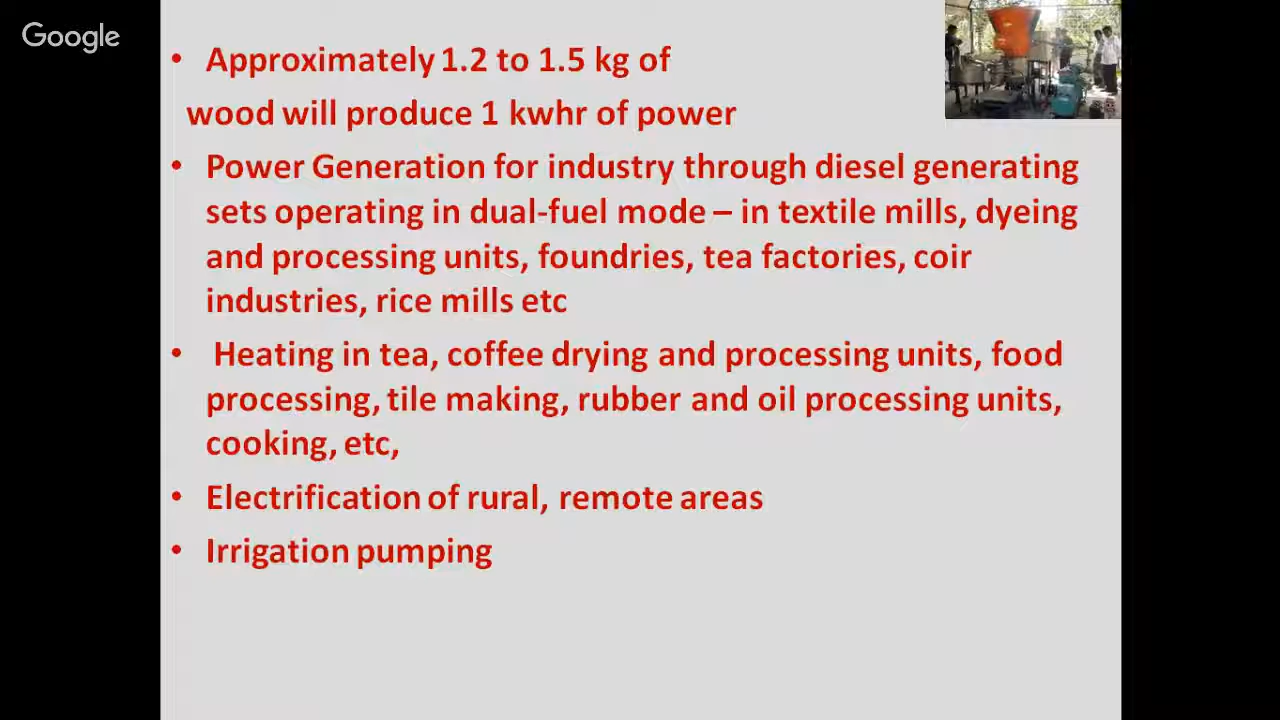 Google
• Approximately 1.2 to 1.5 kg of
wood will produce 1 kwhr of power
• Power Generation for industry through diesel generating
sets operating in dual-fuel mode – in textile mills, dyeing
and processing units, foundries, tea factories, coir
industries, rice mills etc
• Heating in tea, coffee drying and processing units, food
processing, tile making, rubber and oil processing units,
cooking, etc,
• Electrification of rural, remote areas
• Irrigation pumping